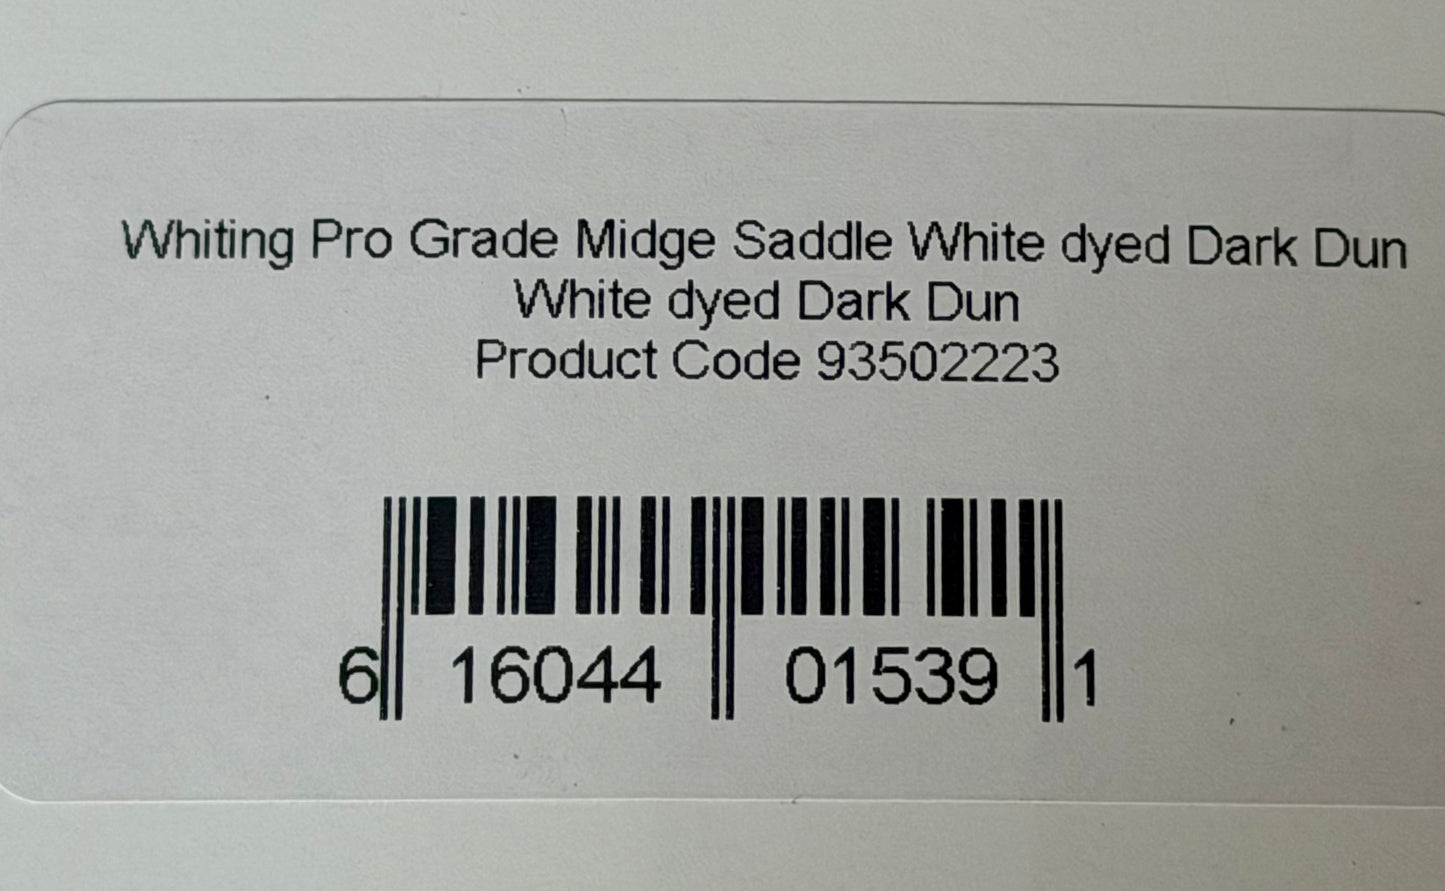 Whiting Pro Grade Midge Saddle White dyed Dark Dun
White dyed Dark Dun
Product Code 93502223
6 16044 01539 1